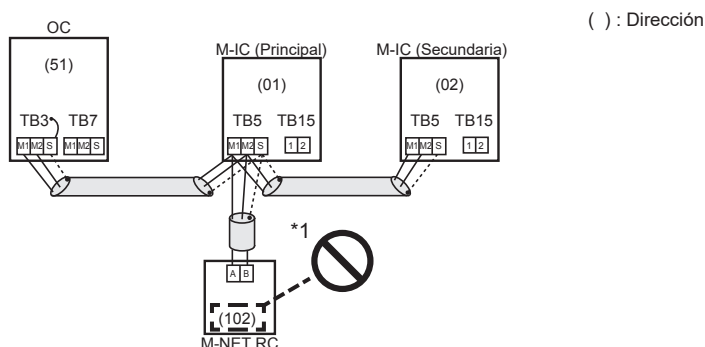 ( ) : Dirección
OC
M-IC (Principal)
M-IC (Secundaria)
(51)
(01)
(02)
TB3 TB7
TB5 TB15
TB5 TB15
M1 M2 S M1 M2 S
M1 M2 S 1 2
M1 M2 S 1 2
*1
A B
(102)
M-NET RC